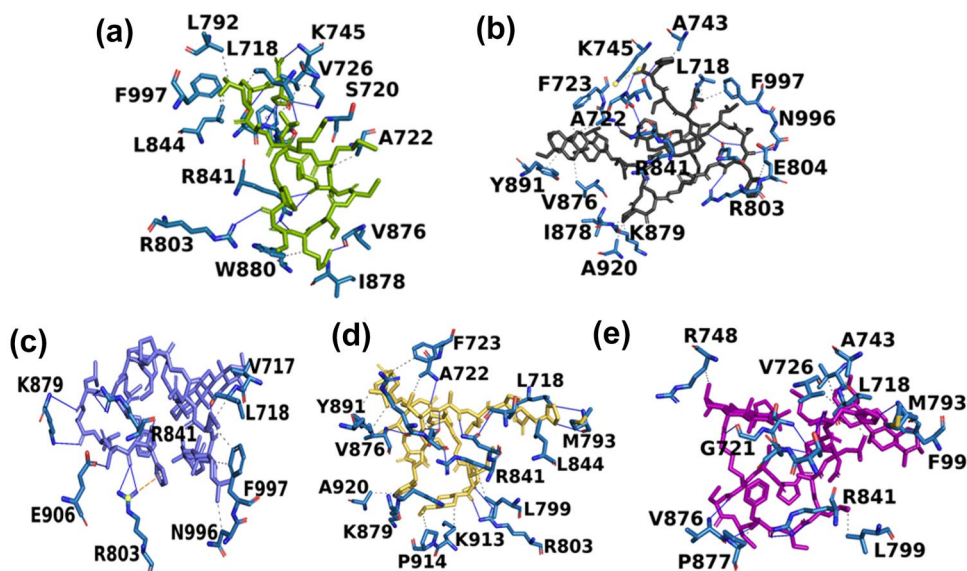 (a)
L792
L718
K745
V726
S720
F997
L844
A722
R841
R803
W880
V876
I878
(b)
A743
K745
L718
F723
F997
A722
N996
R841
E804
Y891
V876
R803
I878
K879
A920
(c)
V717
K879
L718
R841
F997
E906
N996
R803
(d)
F723
A722
L718
Y891
V876
M793
L844
R841
A920
L799
K879
K913
R803
P914
(e)
R748
A743
V726
L718
M793
G721
F99
R841
V876
L799
P877